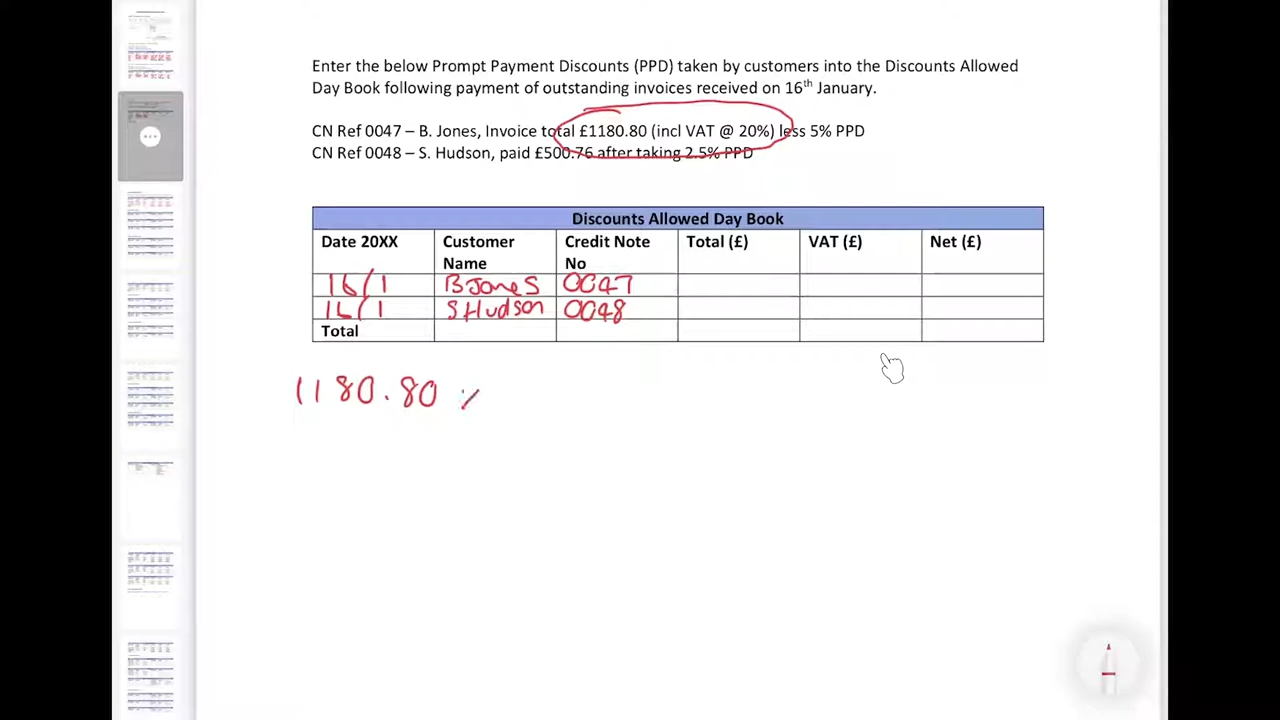 Enter the below Prompt Payment Discounts (PPD) taken by customers into the Discounts Allowed
Day Book following payment of outstanding invoices received on 16th January.
CN Ref 0047 – B. Jones, Invoice total £1180.80 (incl VAT @ 20%) less 5% PPD
CN Ref 0048 – S. Hudson, paid £500.76 after taking 2.5% PPD
Discounts Allowed Day Book
Date 20XX Customer Name Credit Note No Total (£) VAT (£) Net (£)
16/1 B Jones 0047
16/1 S Hudson 0048
Total
1180.80